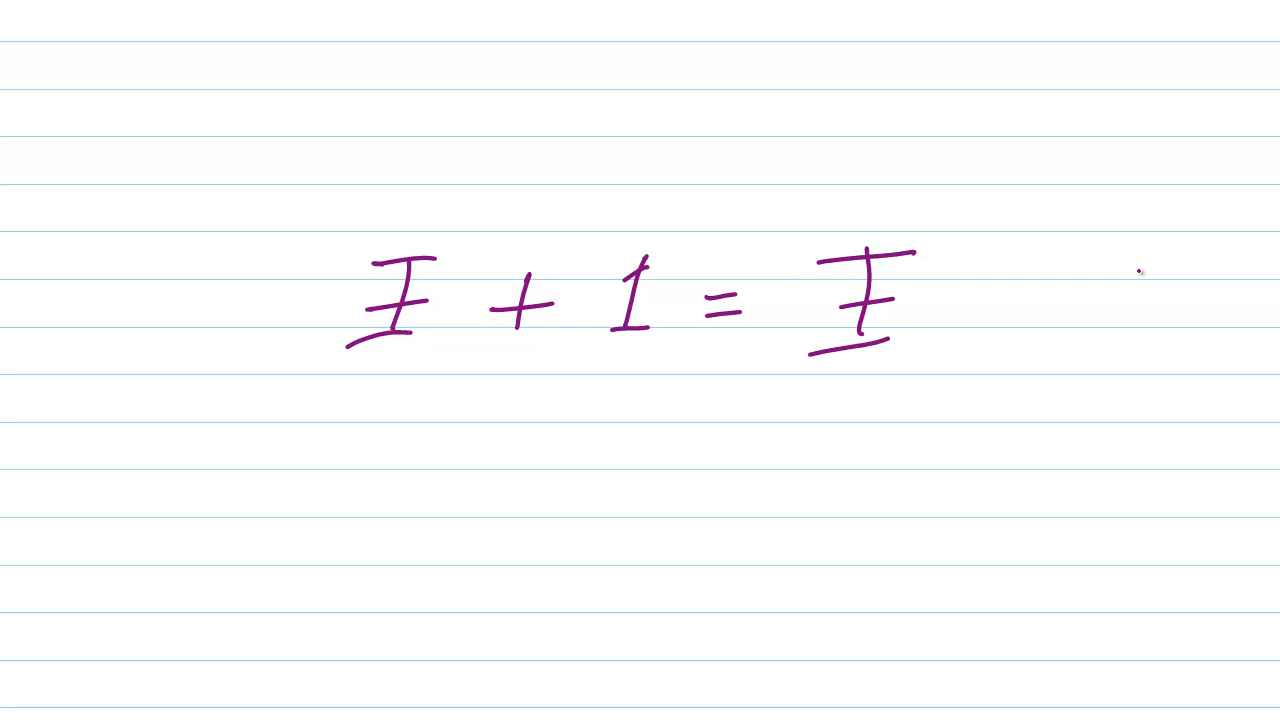 I + 1 = I